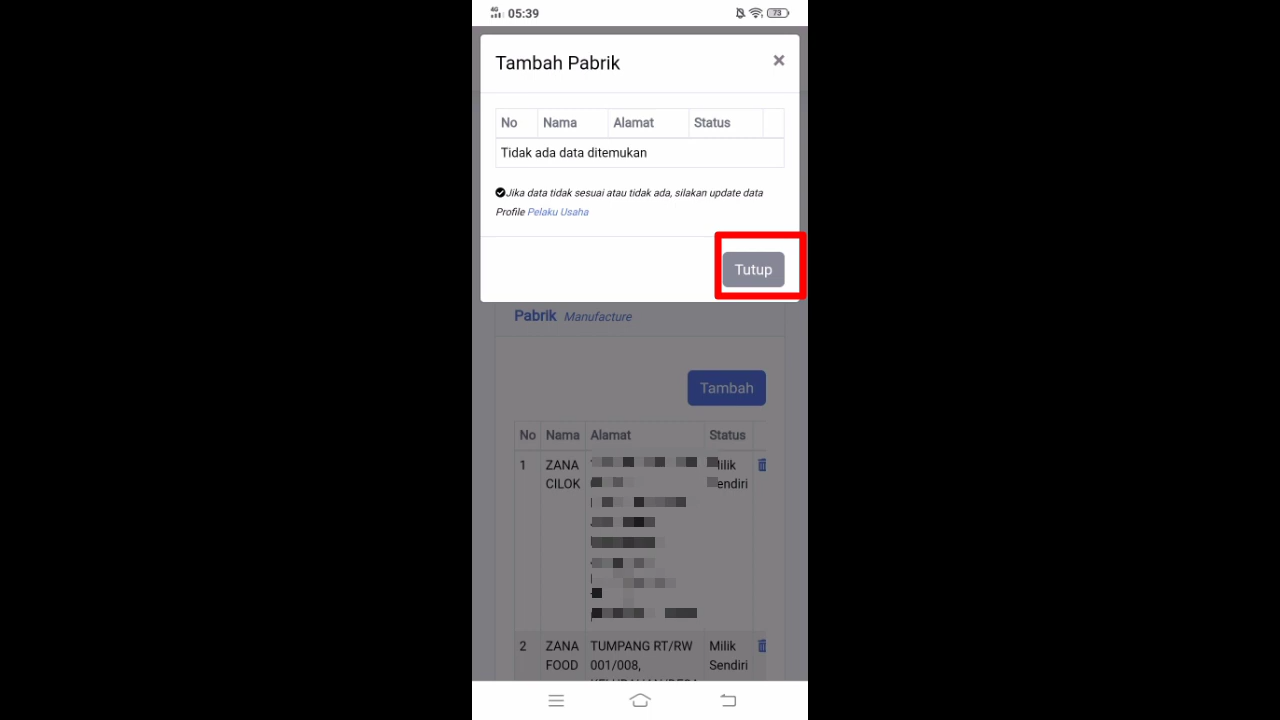 4G 05:39 73
Tambah Pabrik ×
No Nama Alamat Status
Tidak ada data ditemukan
Jika data tidak sesuai atau tidak ada, silakan update data
Profile Pelaku Usaha
Tutup
Pabrik Manufacture
Tambah
No Nama Alamat Status
1 ZANA Milik
CILOK Sendiri
2 ZANA TUMPANG RT/RW Milik
FOOD 001/008, Sendiri